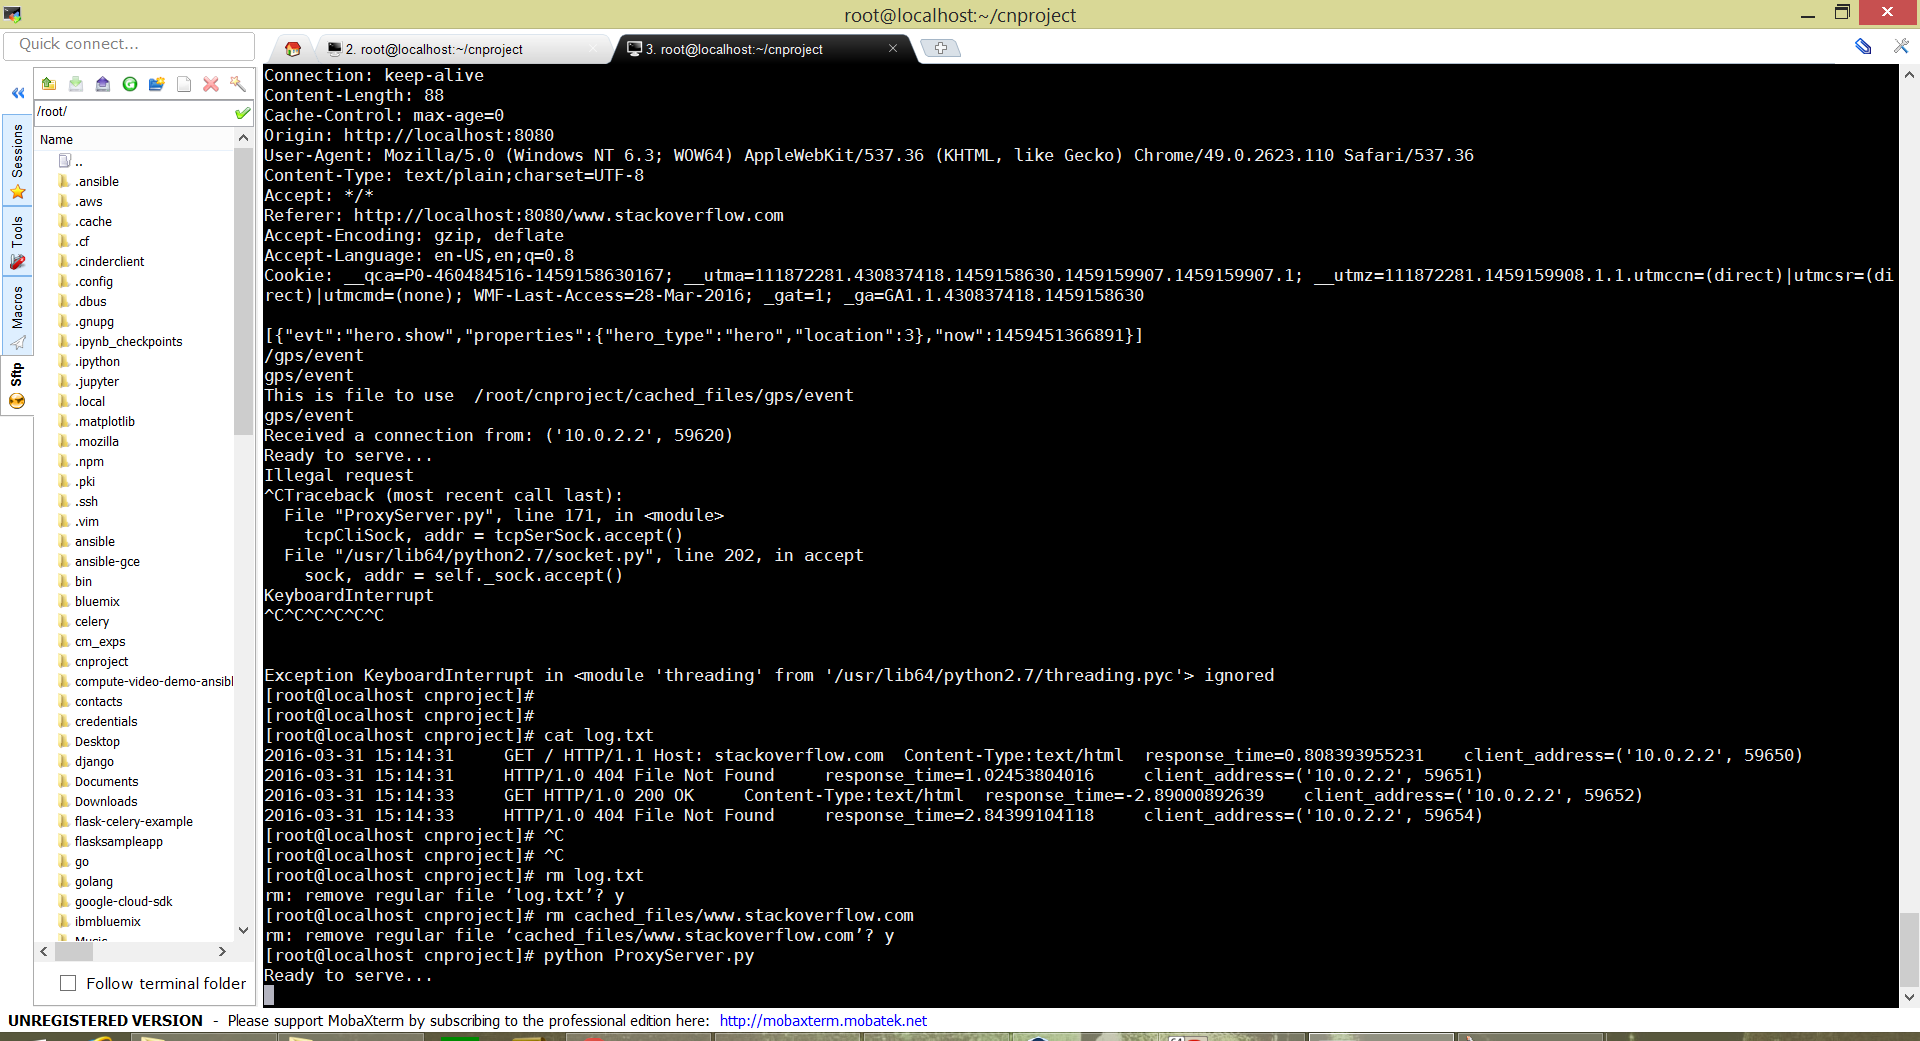 root@localhost:~/cnproject
Quick connect...
2. root@localhost:~/cnproject
3. root@localhost:~/cnproject
/root/
Name
..
.ansible
.aws
.cache
.cf
.cinderclient
.config
.dbus
.gnupg
.ipynb_checkpoints
.ipython
.jupyter
.local
.matplotlib
.mozilla
.npm
.pki
.ssh
.vim
ansible
ansible-gce
bin
bluemix
celery
cm_exps
cnproject
compute-video-demo-ansibl
contacts
credentials
Desktop
django
Documents
Downloads
flask-celery-example
flasksampleapp
go
golang
google-cloud-sdk
ibmbluemix
Music
Follow terminal folder
Sessions
Tools
Macros
Sftp
Connection: keep-alive
Content-Length: 88
Cache-Control: max-age=0
Origin: http://localhost:8080
User-Agent: Mozilla/5.0 (Windows NT 6.3; WOW64) AppleWebKit/537.36 (KHTML, like Gecko) Chrome/49.0.2623.110 Safari/537.36
Content-Type: text/plain;charset=UTF-8
Accept: */*
Referer: http://localhost:8080/www.stackoverflow.com
Accept-Encoding: gzip, deflate
Accept-Language: en-US,en;q=0.8
Cookie: __qca=P0-460484516-1459158630167; __utma=111872281.430837418.1459158630.1459159907.1459159907.1; __utmz=111872281.1459159908.1.1.utmccn=(direct)|utmcsr=(di
rect)|utmcmd=(none); WMF-Last-Access=28-Mar-2016; _gat=1; _ga=GA1.1.430837418.1459158630
[{"evt":"hero.show","properties":{"hero_type":"hero","location":3},"now":1459451366891}]
/gps/event
gps/event
This is file to use  /root/cnproject/cached_files/gps/event
gps/event
Received a connection from: ('10.0.2.2', 59620)
Ready to serve...
Illegal request
^CTraceback (most recent call last):
  File "ProxyServer.py", line 171, in <module>
    tcpCliSock, addr = tcpSerSock.accept()
  File "/usr/lib64/python2.7/socket.py", line 202, in accept
    sock, addr = self._sock.accept()
KeyboardInterrupt
^C^C^C^C^C^C
Exception KeyboardInterrupt in <module 'threading' from '/usr/lib64/python2.7/threading.pyc'> ignored
[root@localhost cnproject]#
[root@localhost cnproject]#
[root@localhost cnproject]# cat log.txt
2016-03-31 15:14:31     GET / HTTP/1.1 Host: stackoverflow.com  Content-Type:text/html  response_time=0.808393955231    client_address=('10.0.2.2', 59650)
2016-03-31 15:14:31     HTTP/1.0 404 File Not Found     response_time=1.02453804016     client_address=('10.0.2.2', 59651)
2016-03-31 15:14:33     GET HTTP/1.0 200 OK     Content-Type:text/html  response_time=-2.89000892639    client_address=('10.0.2.2', 59652)
2016-03-31 15:14:33     HTTP/1.0 404 File Not Found     response_time=2.84399104118     client_address=('10.0.2.2', 59654)
[root@localhost cnproject]# ^C
[root@localhost cnproject]# ^C
[root@localhost cnproject]# rm log.txt
rm: remove regular file ‘log.txt’? y
[root@localhost cnproject]# rm cached_files/www.stackoverflow.com
rm: remove regular file ‘cached_files/www.stackoverflow.com’? y
[root@localhost cnproject]# python ProxyServer.py
Ready to serve...
UNREGISTERED VERSION  -  Please support MobaXterm by subscribing to the professional edition here:  http://mobaxterm.mobatek.net